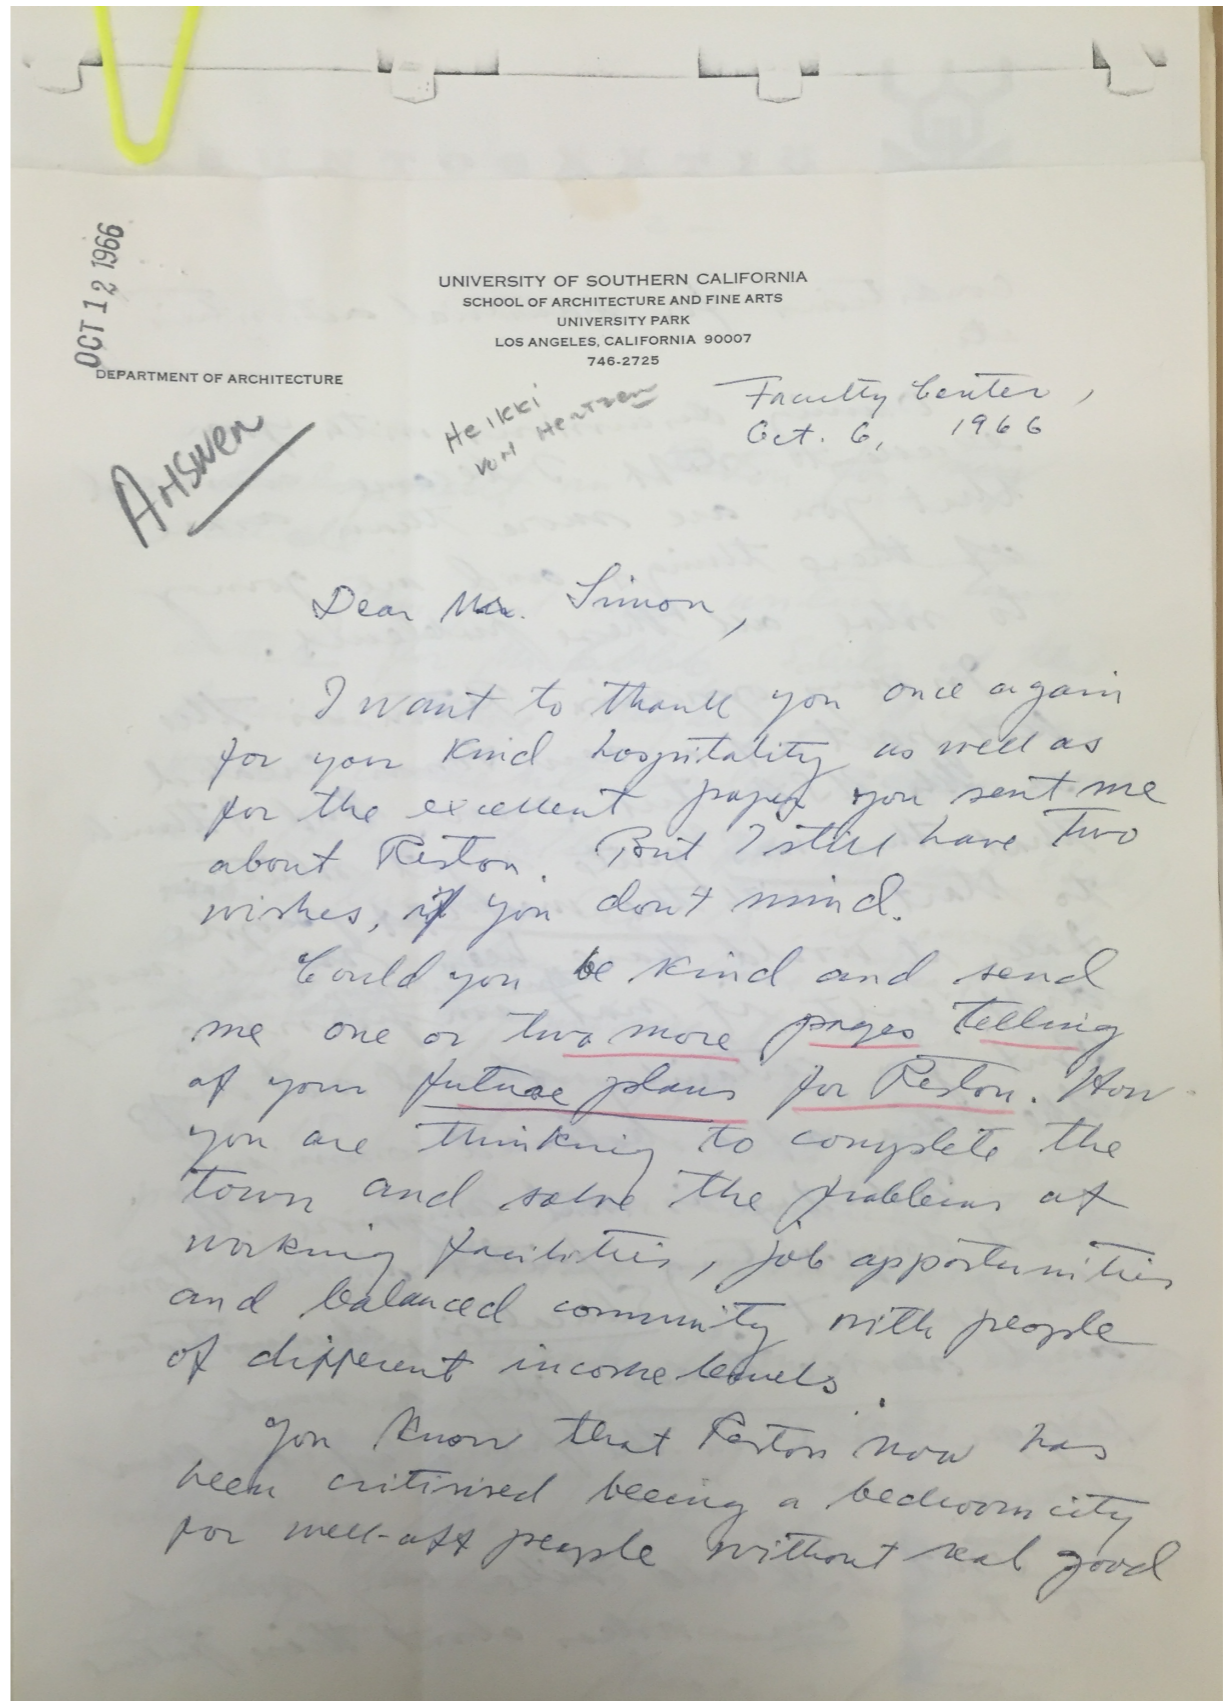 OCT 12 1966
UNIVERSITY OF SOUTHERN CALIFORNIA
SCHOOL OF ARCHITECTURE AND FINE ARTS
UNIVERSITY PARK
LOS ANGELES, CALIFORNIA 90007
746-2725
DEPARTMENT OF ARCHITECTURE
Answer
Heikki
von Hertzen
Faculty Center,
Oct. 6, 1966
Dear Mr. Simon,
I want to thank you once again
for your kind hospitality as well as
for the excellent paper you sent me
about Reston. But I still have two
wishes, if you don't mind.
Could you be kind and send
me one or two more pages telling
of your future plans for Reston. How
you are thinking to complete the
town and solve the problems of
working facilities, job opportunities
and balanced community with people
of different income levels.
You know that Reston now has
been critisised beeing a bedroom city
for well-off people without real good